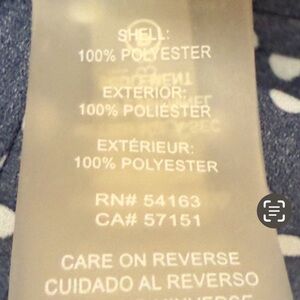 SHELL:
100% POLYESTER
EXTERIOR:
100% POLIÉSTER
EXTÉRIEUR:
100% POLYESTER
RN# 54163
CA# 57151
CARE ON REVERSE
CUIDADO AL REVERSO